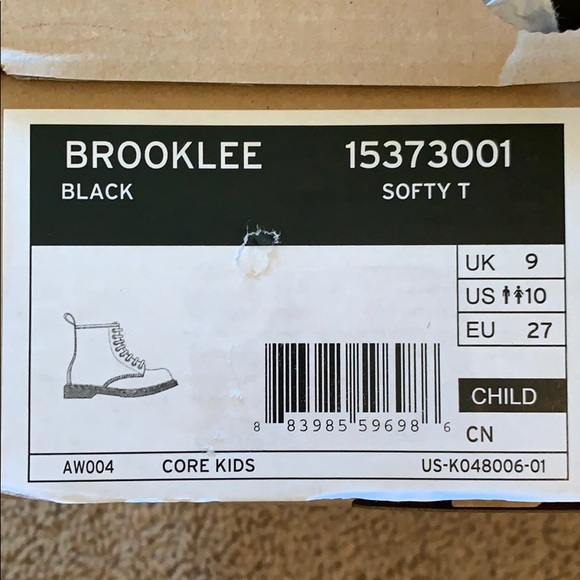 BROOKLEE 15373001
BLACK SOFTY T
UK 9
US 10
EU 27
CHILD
8 83985 59698 6
CN
AW004 CORE KIDS US-K048006-01